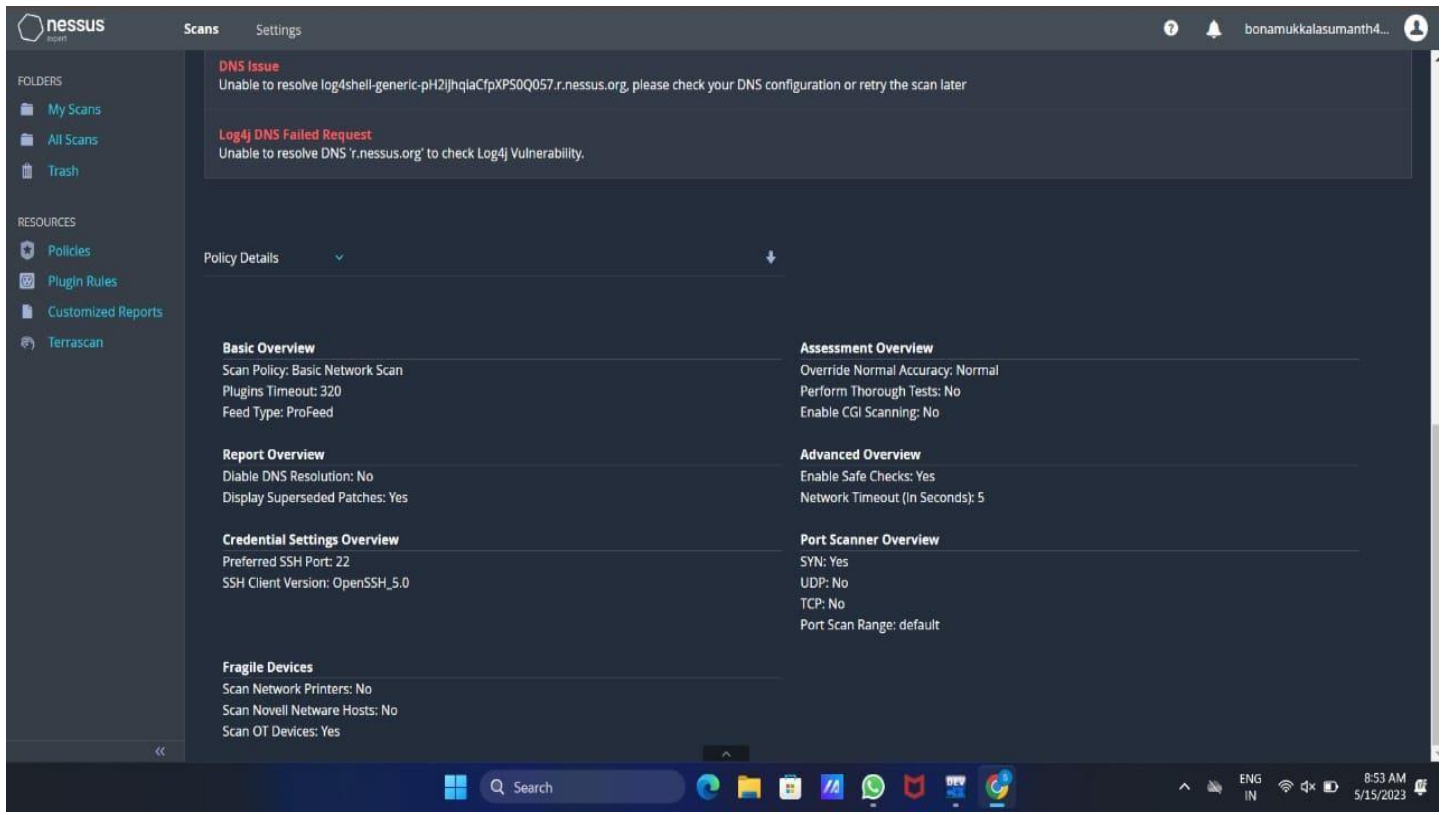 nessus
expert
Scans
Settings
bonamukkalasumanth4...
FOLDERS
My Scans
All Scans
Trash
RESOURCES
Policies
Plugin Rules
Customized Reports
Terrascan
DNS Issue
Unable to resolve log4shell-generic-pH2iJhqiaCfpXPS0Q057.r.nessus.org, please check your DNS configuration or retry the scan later
Log4j DNS Failed Request
Unable to resolve DNS 'r.nessus.org' to check Log4j Vulnerability.
Policy Details
Basic Overview
Scan Policy: Basic Network Scan
Plugins Timeout: 320
Feed Type: ProFeed
Assessment Overview
Override Normal Accuracy: Normal
Perform Thorough Tests: No
Enable CGI Scanning: No
Report Overview
Diable DNS Resolution: No
Display Superseded Patches: Yes
Advanced Overview
Enable Safe Checks: Yes
Network Timeout (In Seconds): 5
Credential Settings Overview
Preferred SSH Port: 22
SSH Client Version: OpenSSH_5.0
Port Scanner Overview
SYN: Yes
UDP: No
TCP: No
Port Scan Range: default
Fragile Devices
Scan Network Printers: No
Scan Novell Netware Hosts: No
Scan OT Devices: Yes
Search
DEV
ENG
IN
8:53 AM
5/15/2023